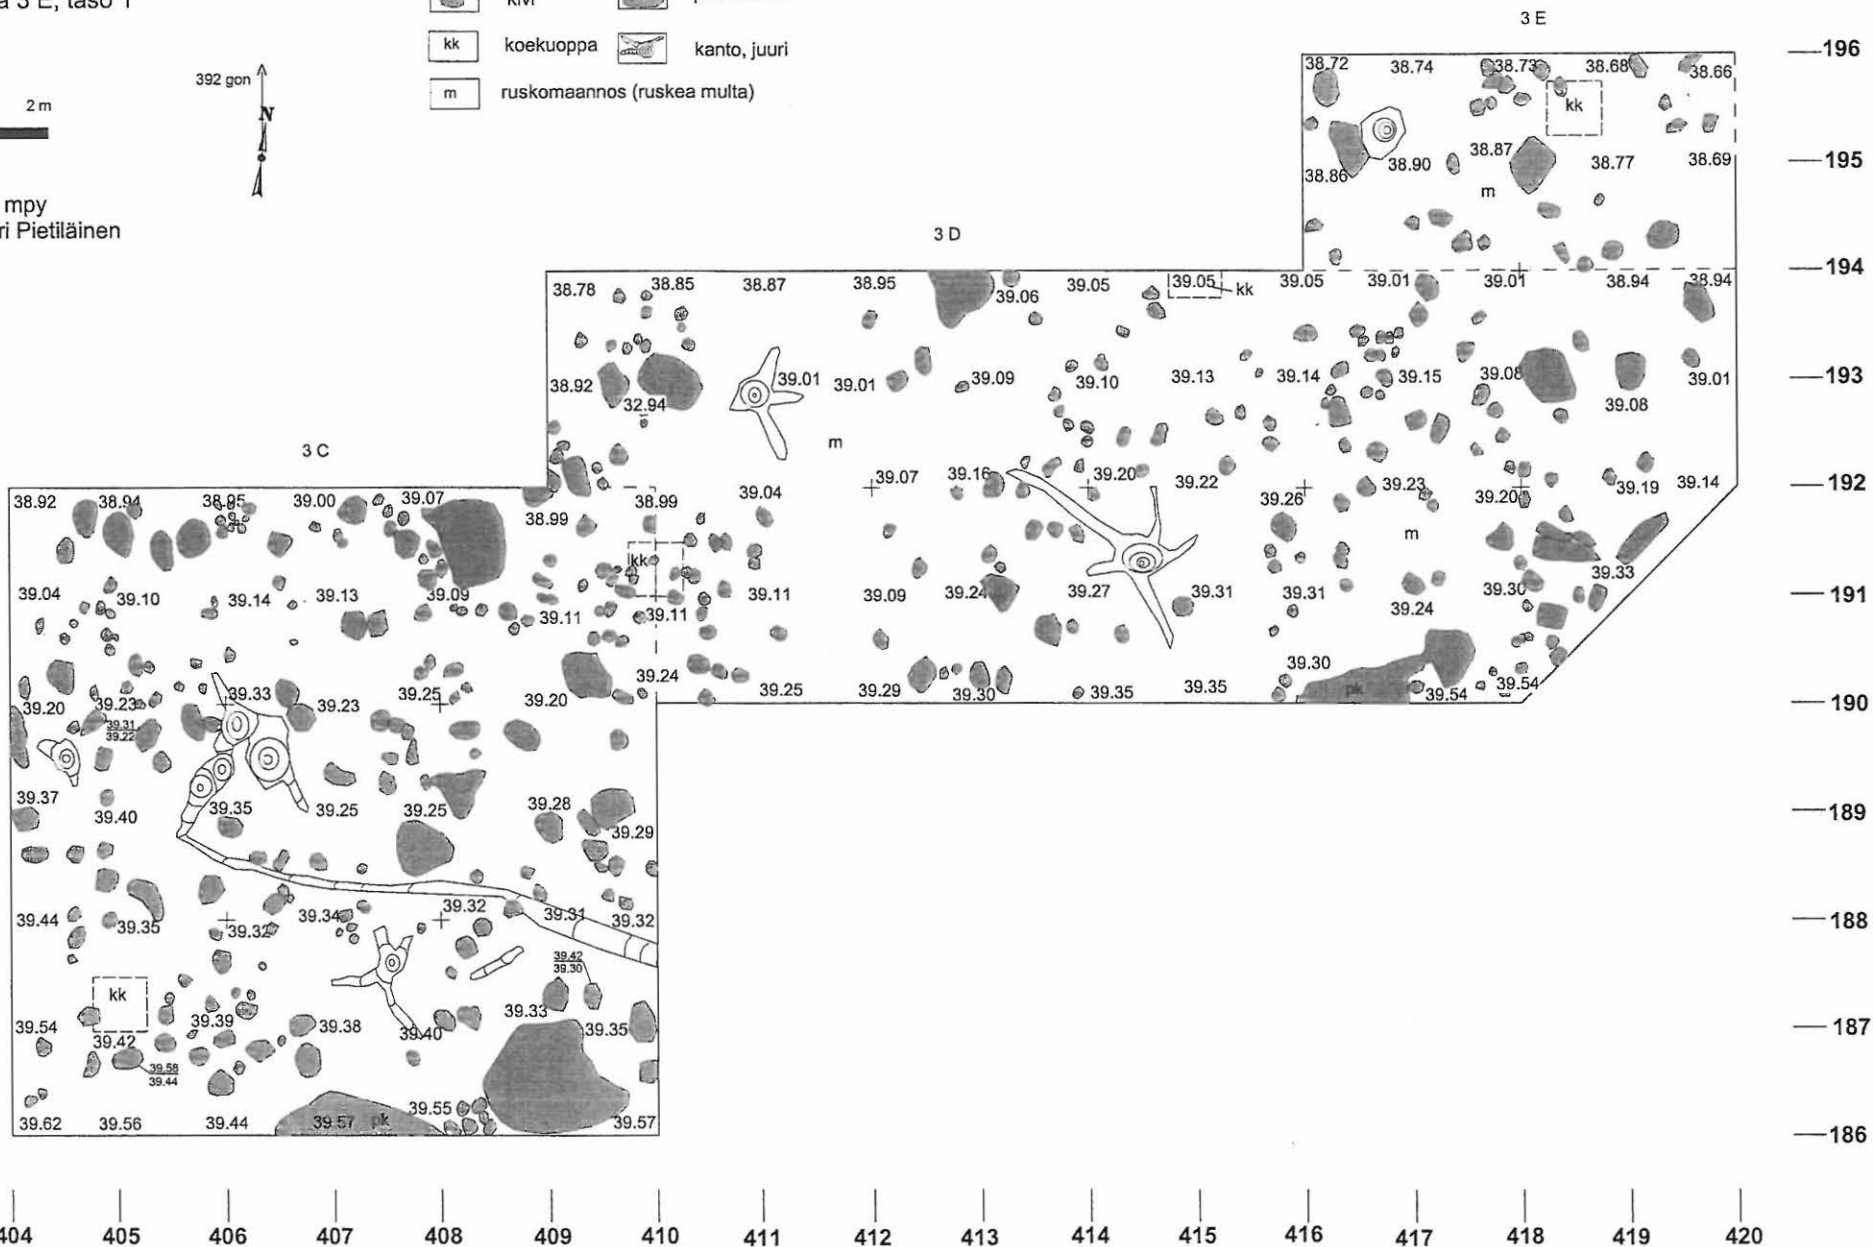 3 E, taso 1
kivi
kk koekuoppa kanto, juuri
m ruskomaannos (ruskea multa)
392 gon
N
2 m
mpy
Pietiläinen
3 E
196
38.72 38.74 38.73 38.68 38.66
kk
195
38.86 38.90 38.87 38.77 38.69
m
3 D
194
38.78 38.85 38.87 38.95 39.06 39.05 39.05 kk 39.05 39.01 39.01 38.94 38.94
193
38.92 32.94 39.01 39.01 39.09 39.10 39.13 39.14 39.15 39.08 39.08 39.01
m
3 C
192
38.92 38.94 38.95 39.00 39.07 38.99 38.99 39.04 39.07 39.16 39.20 39.22 39.26 39.23 39.20 39.19 39.14
kk
m
191
39.04 39.10 39.14 39.13 39.09 39.11 39.11 39.11 39.09 39.24 39.27 39.31 39.31 39.24 39.30 39.33
190
39.20 39.23 39.33 39.23 39.25 39.20 39.24 39.25 39.29 39.30 39.35 39.35 39.30 pk 39.54 39.54
39.31
39.22
189
39.37 39.40 39.35 39.25 39.25 39.28 39.29
188
39.44 39.35 39.32 39.34 39.32 39.31 39.32
39.42
39.30
kk
187
39.54 39.42 39.39 39.38 39.40 39.33 39.35
39.58
39.44
186
39.62 39.56 39.44 39.57 pk 39.55 39.57
404 405 406 407 408 409 410 411 412 413 414 415 416 417 418 419 420